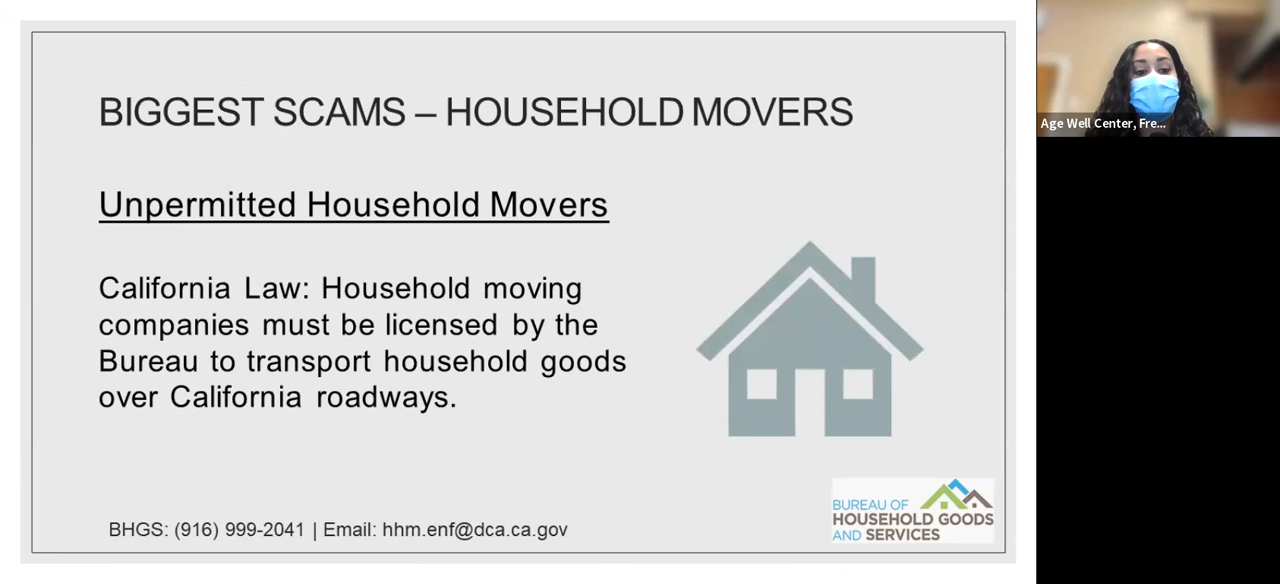 BIGGEST SCAMS – HOUSEHOLD MOVERS
Unpermitted Household Movers
California Law: Household moving
companies must be licensed by the
Bureau to transport household goods
over California roadways.
BHGS: (916) 999-2041 | Email: hhm.enf@dca.ca.gov
BUREAU OF
HOUSEHOLD GOODS
AND SERVICES
Age Well Center, Fre...